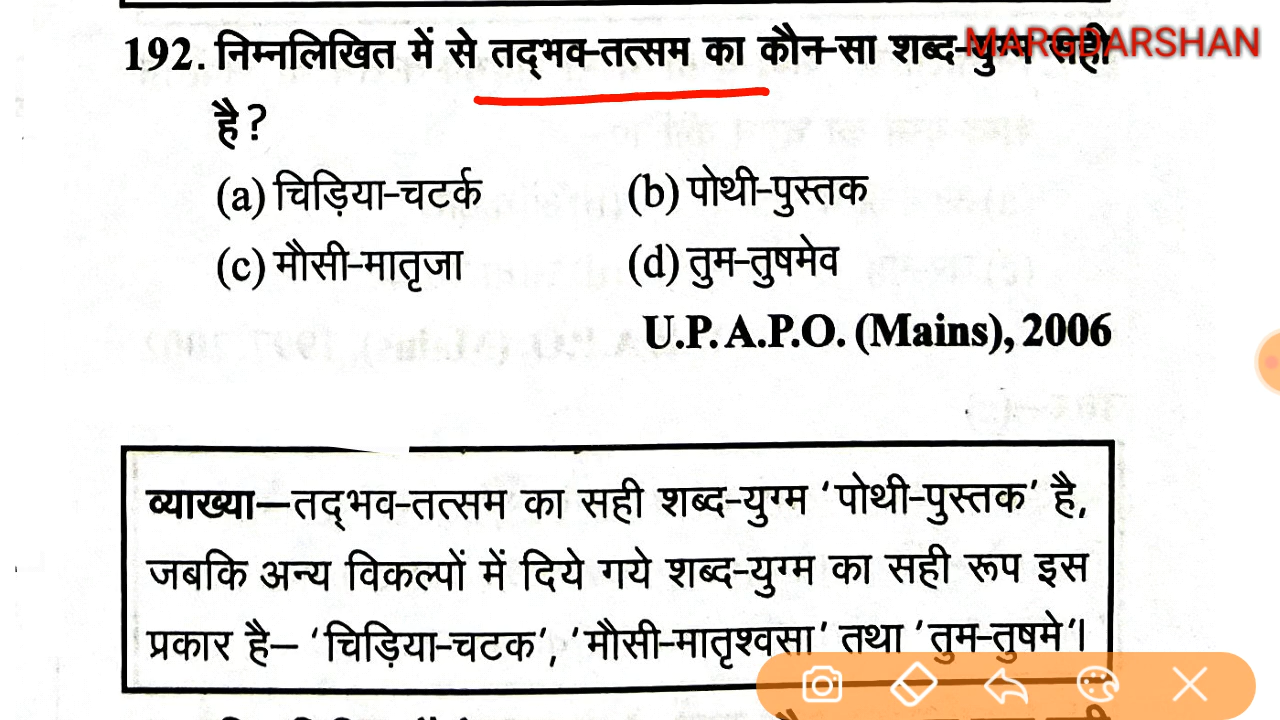 192. निम्नलिखित में से तद्‌भव-तत्सम का कौन-सा शब्द-युग्म सही
MARGDARSHAN
है?
(a) चिड़िया-चटर्क (b) पोथी-पुस्तक
(c) मौसी-मातृजा (d) तुम-तुषमेव
U.P.A.P.O. (Mains), 2006
व्याख्या—तद्‌भव-तत्सम का सही शब्द-युग्म ‘पोथी-पुस्तक’ है,
जबकि अन्य विकल्पों में दिये गये शब्द-युग्म का सही रूप इस
प्रकार है– ‘चिड़िया-चटक’, ‘मौसी-मातृश्वसा’ तथा ‘तुम-तुषमे’।